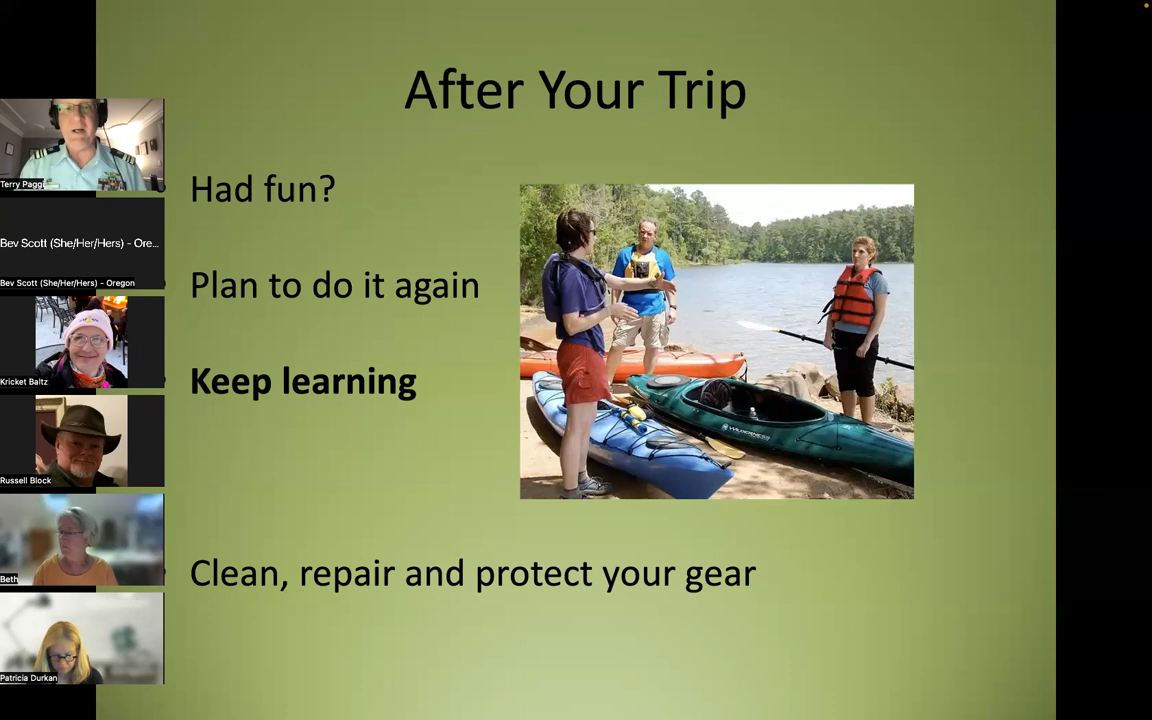 After Your Trip
Had fun?
Plan to do it again
Keep learning
Clean, repair and protect your gear
WILDERNESS
Terry Pagg
Bev Scott (She/Her/Hers) - Ore...
Bev Scott (She/Her/Hers) - Oregon
Kricket Baltz
Russell Block
Beth
Patricia Durkan